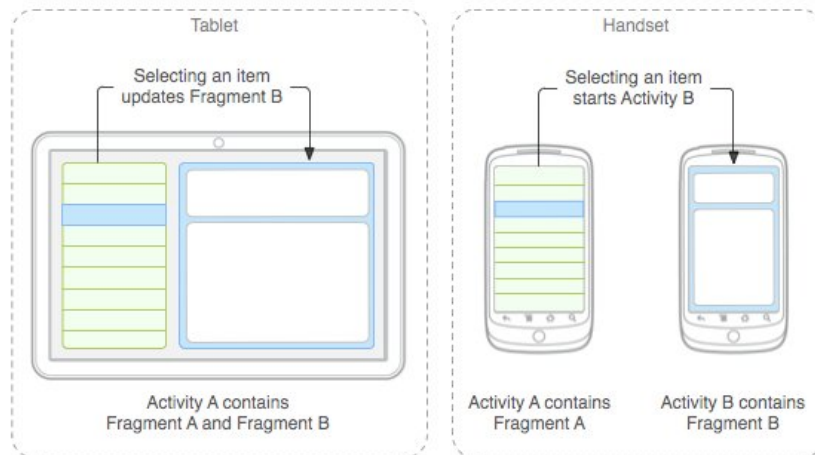 Tablet
Selecting an item
updates Fragment B
Activity A contains
Fragment A and Fragment B
Handset
Selecting an item
starts Activity B
Activity A contains
Fragment A
Activity B contains
Fragment B